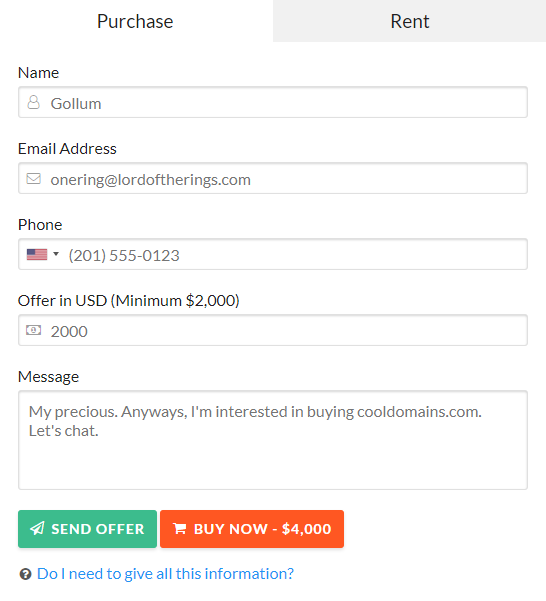 Purchase
Rent
Name
Gollum
Email Address
onering@lordoftherings.com
Phone
(201) 555-0123
Offer in USD (Minimum $2,000)
2000
Message
My precious. Anyways, I'm interested in buying cooldomains.com.
Let's chat.
SEND OFFER
BUY NOW - $4,000
Do I need to give all this information?